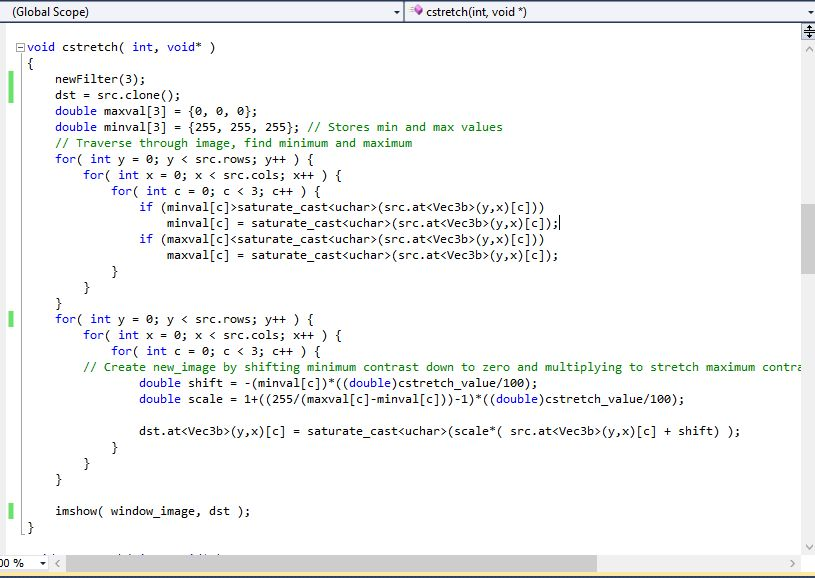 (Global Scope) cstretch(int, void *)
void cstretch( int, void* )
{
newFilter(3);
dst = src.clone();
double maxval[3] = {0, 0, 0};
double minval[3] = {255, 255, 255}; // Stores min and max values
// Traverse through image, find minimum and maximum
for( int y = 0; y < src.rows; y++ ) {
for( int x = 0; x < src.cols; x++ ) {
for( int c = 0; c < 3; c++ ) {
if (minval[c]>saturate_cast<uchar>(src.at<Vec3b>(y,x)[c]))
minval[c] = saturate_cast<uchar>(src.at<Vec3b>(y,x)[c]);
if (maxval[c]<saturate_cast<uchar>(src.at<Vec3b>(y,x)[c]))
maxval[c] = saturate_cast<uchar>(src.at<Vec3b>(y,x)[c]);
}
}
}
for( int y = 0; y < src.rows; y++ ) {
for( int x = 0; x < src.cols; x++ ) {
for( int c = 0; c < 3; c++ ) {
// Create new_image by shifting minimum contrast down to zero and multiplying to stretch maximum contra
double shift = -(minval[c])*((double)cstretch_value/100);
double scale = 1+((255/(maxval[c]-minval[c]))-1)*((double)cstretch_value/100);
dst.at<Vec3b>(y,x)[c] = saturate_cast<uchar>(scale*( src.at<Vec3b>(y,x)[c] + shift) );
}
}
}
imshow( window_image, dst );
}
00 %